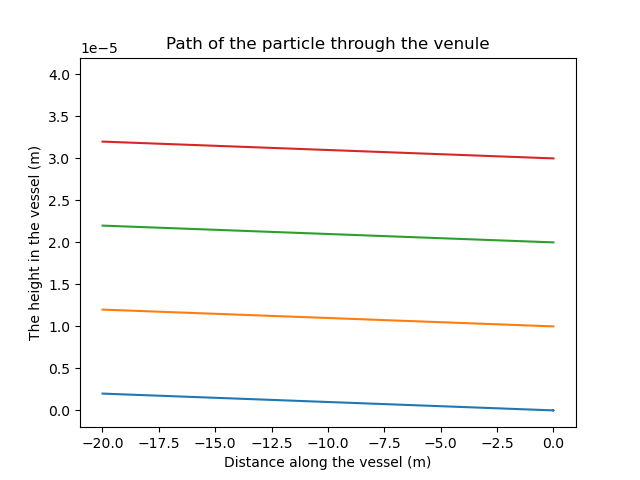 Path of the particle through the venule
1e−5
4.0
3.5
3.0
2.5
2.0
1.5
1.0
0.5
0.0
The height in the vessel (m)
−20.0 −17.5 −15.0 −12.5 −10.0 −7.5 −5.0 −2.5 0.0
Distance along the vessel (m)